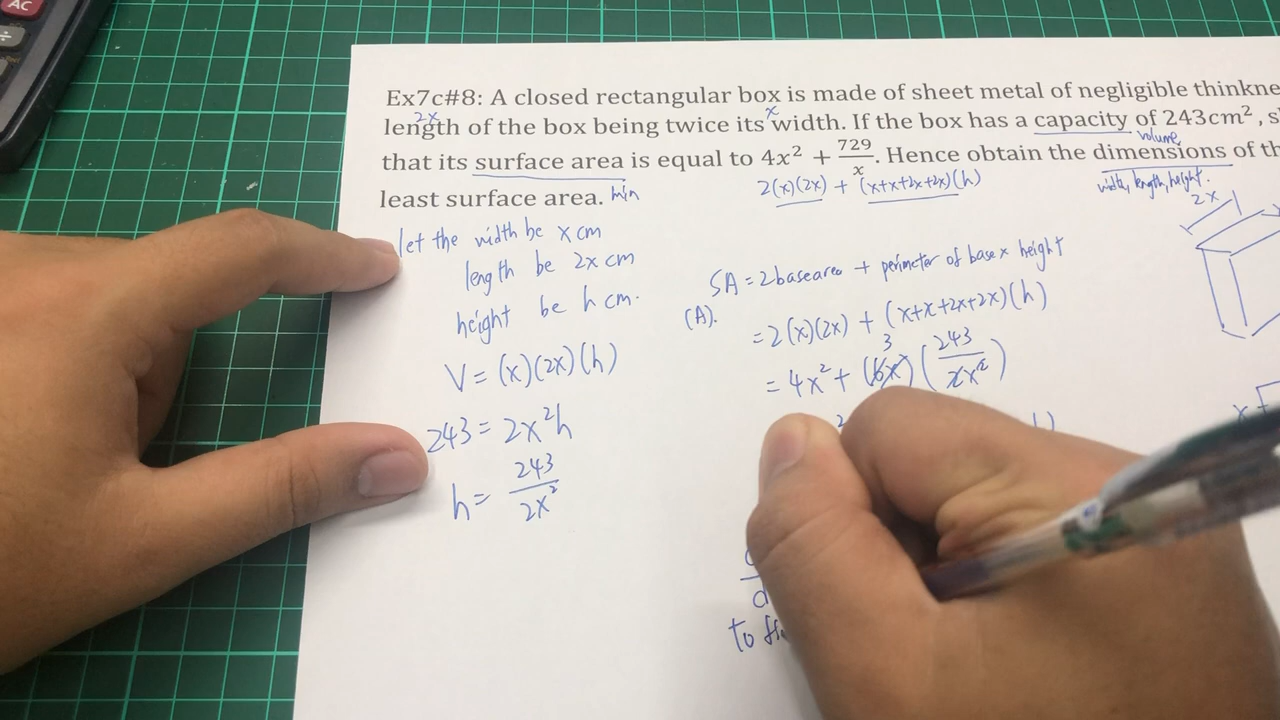 AC
÷
Ex7c#8: A closed rectangular box is made of sheet metal of negligible thinkne
2x
x
length of the box being twice its width. If the box has a capacity of 243cm², s
volume
that its surface area is equal to 4x² + 729/x. Hence obtain the dimensions of th
2(x)(2x) + (x+x+2x+2x)(h)
width, length, height.
least surface area. min
2x
let the width be x cm
length be 2x cm
height be h cm.
V = (x)(2x)(h)
243 = 2x²h
h = 243/2x²
SA = 2 base area + perimeter of base x height
(A).
= 2(x)(2x) + (x+x+2x+2x)(h)
3
= 4x² + (6x)(243/2x²)
x
to